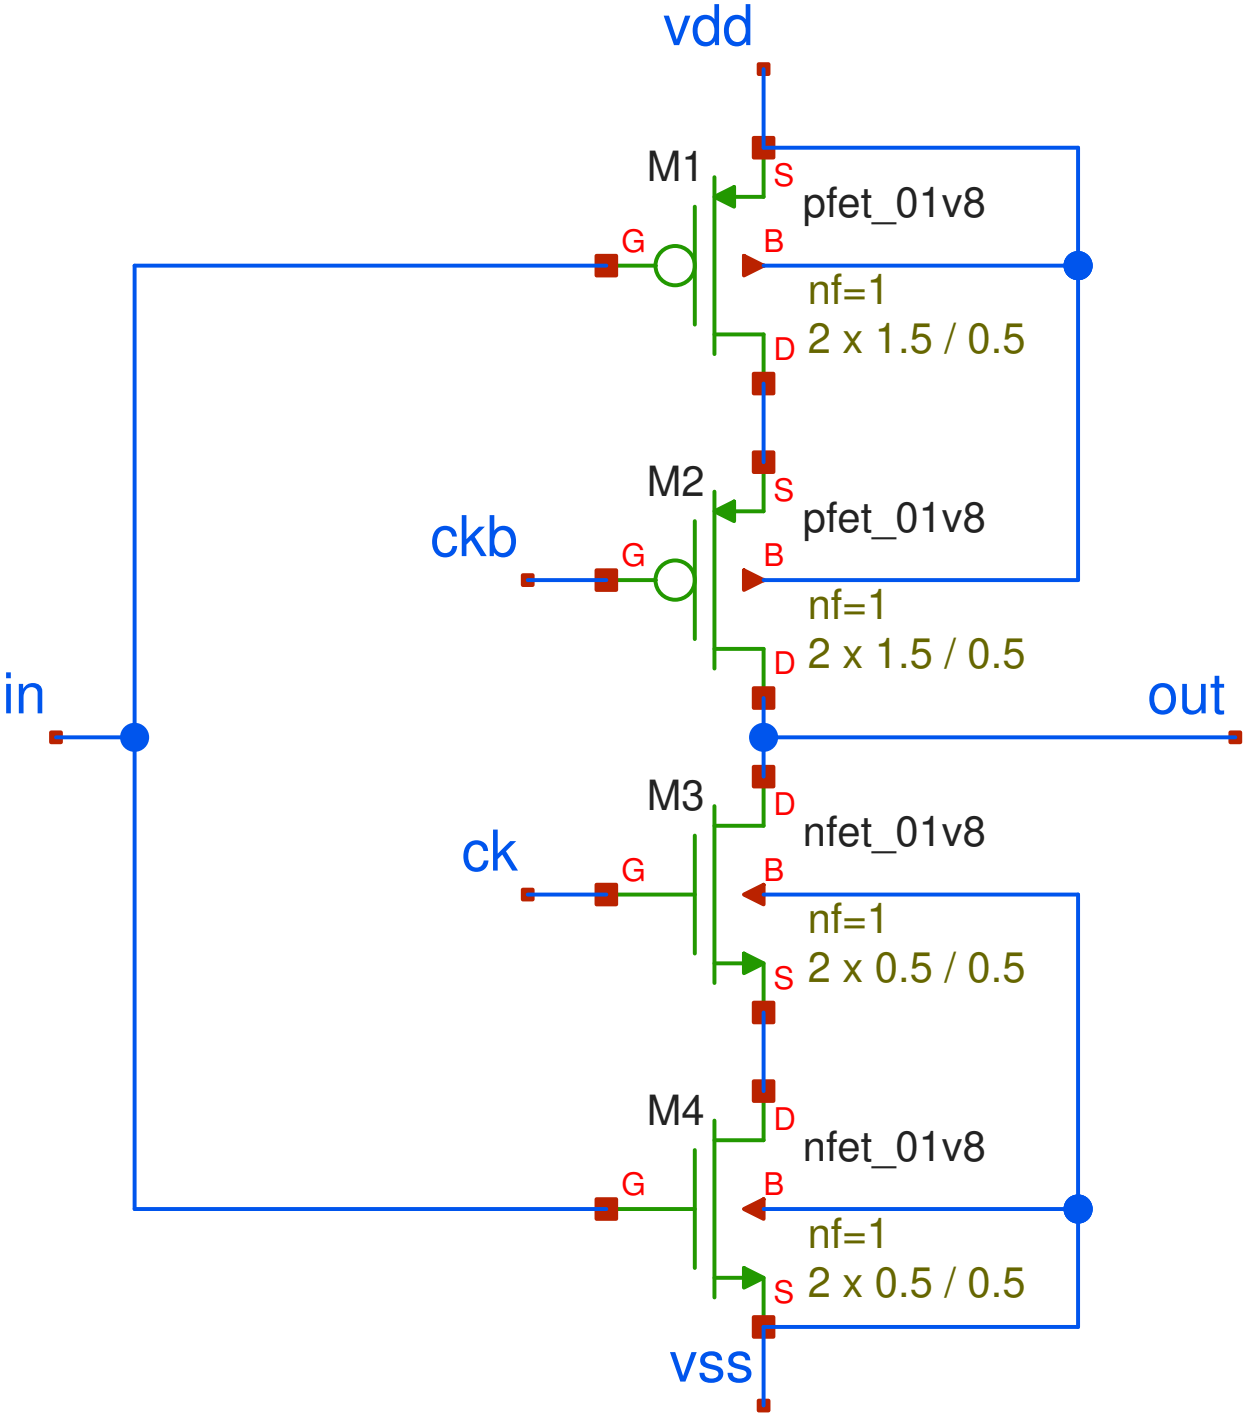 vdd
M1
S
pfet_01v8
G
B
nf=1
2 x 1.5 / 0.5
D
M2
S
pfet_01v8
ckb
G
B
nf=1
2 x 1.5 / 0.5
D
in
out
M3
D
nfet_01v8
ck
G
B
nf=1
2 x 0.5 / 0.5
S
M4
D
nfet_01v8
G
B
nf=1
2 x 0.5 / 0.5
S
vss